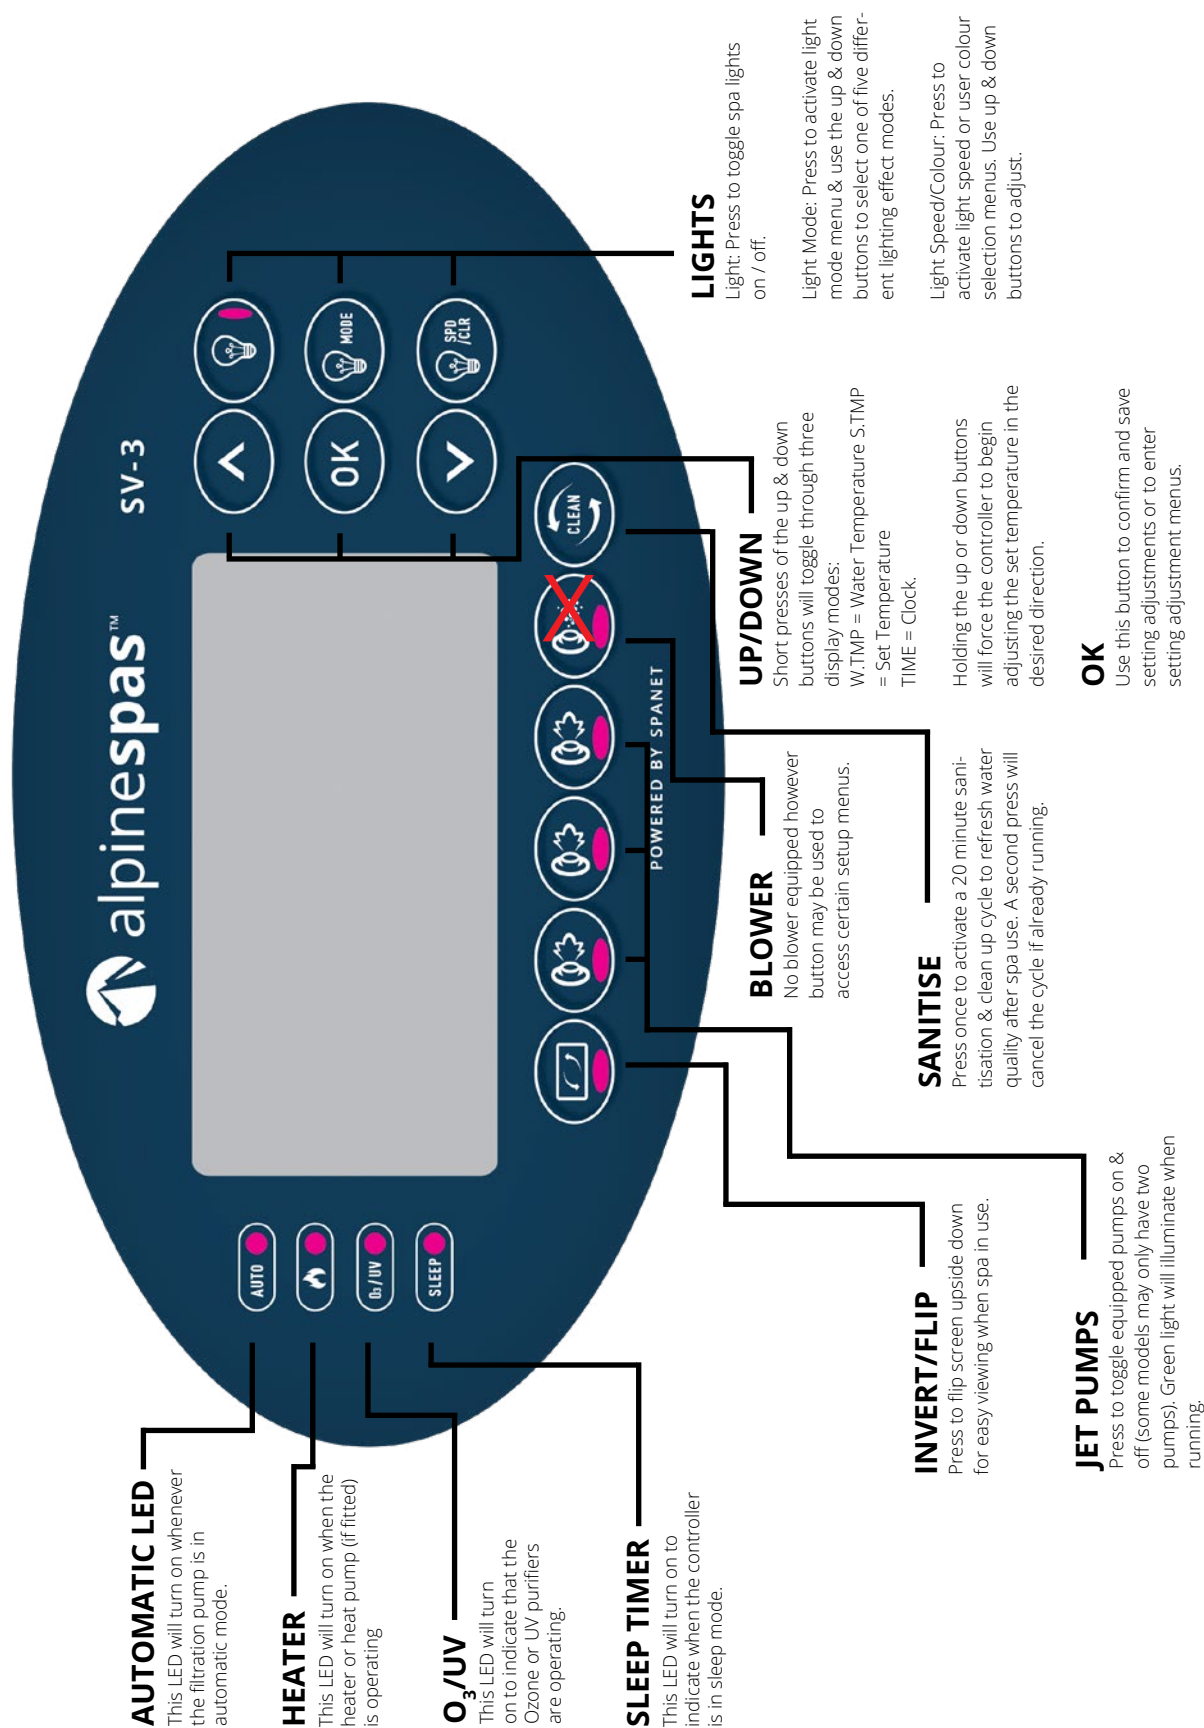 alpinespas™
SV-3
AUTO
O₃/UV
SLEEP
OK
MODE
SPD
/CLR
CLEAN
POWERED BY SPANET
AUTOMATIC LED
This LED will turn on whenever
the filtration pump is in
automatic mode.
HEATER
This LED will turn on when the
heater or heat pump (if fitted)
is operating
O₃/UV
This LED will turn
on to indicate that the
Ozone or UV purifiers
are operating.
SLEEP TIMER
This LED will turn on to
indicate when the controller
is in sleep mode.
INVERT/FLIP
Press to flip screen upside down
for easy viewing when spa in use.
JET PUMPS
Press to toggle equipped pumps on &
off (some models may only have two
pumps). Green light will illuminate when
running.
BLOWER
No blower equipped however
button may be used to
access certain setup menus.
SANITISE
Press once to activate a 20 minute sani-
tisation & clean up cycle to refresh water
quality after spa use. A second press will
cancel the cycle if already running.
UP/DOWN
Short presses of the up & down
buttons will toggle through three
display modes:
W.TMP = Water Temperature S.TMP
= Set Temperature
TIME = Clock.
Holding the up or down buttons
will force the controller to begin
adjusting the set temperature in the
desired direction.
OK
Use this button to confirm and save
setting adjustments or to enter
setting adjustment menus.
LIGHTS
Light: Press to toggle spa lights
on / off.
Light Mode: Press to activate light
mode menu & use the up & down
buttons to select one of five differ-
ent lighting effect modes.
Light Speed/Colour: Press to
activate light speed or user colour
selection menus. Use up & down
buttons to adjust.